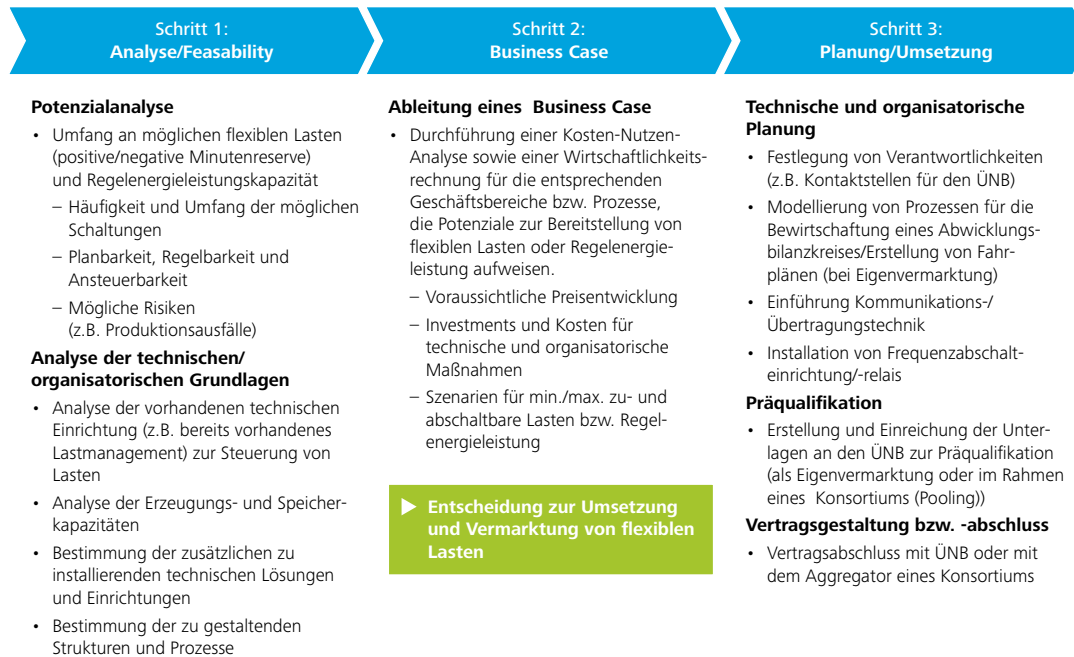 Schritt 1:
Analyse/Feasability
Schritt 2:
Business Case
Schritt 3:
Planung/Umsetzung
Potenzialanalyse
• Umfang an möglichen flexiblen Lasten
(positive/negative Minutenreserve)
und Regelenergieleistungskapazität
– Häufigkeit und Umfang der möglichen
Schaltungen
– Planbarkeit, Regelbarkeit und
Ansteuerbarkeit
– Mögliche Risiken
(z.B. Produktionsausfälle)
Analyse der technischen/
organisatorischen Grundlagen
• Analyse der vorhandenen technischen
Einrichtung (z.B. bereits vorhandenes
Lastmanagement) zur Steuerung von
Lasten
• Analyse der Erzeugungs- und Speicher-
kapazitäten
• Bestimmung der zusätzlichen zu
installierenden technischen Lösungen
und Einrichtungen
• Bestimmung der zu gestaltenden
Strukturen und Prozesse
Ableitung eines Business Case
• Durchführung einer Kosten-Nutzen-
Analyse sowie einer Wirtschaftlichkeits-
rechnung für die entsprechenden
Geschäftsbereiche bzw. Prozesse,
die Potenziale zur Bereitstellung von
flexiblen Lasten oder Regelenergie-
leistung aufweisen.
– Voraussichtliche Preisentwicklung
– Investments und Kosten für
technische und organisatorische
Maßnahmen
– Szenarien für min./max. zu- und
abschaltbare Lasten bzw. Regel-
energieleistung
Entscheidung zur Umsetzung
und Vermarktung von flexiblen
Lasten
Technische und organisatorische
Planung
• Festlegung von Verantwortlichkeiten
(z.B. Kontaktstellen für den ÜNB)
• Modellierung von Prozessen für die
Bewirtschaftung eines Abwicklungs-
bilanzkreises/Erstellung von Fahr-
plänen (bei Eigenvermarktung)
• Einführung Kommunikations-/
Übertragungstechnik
• Installation von Frequenzabschalt-
einrichtung/-relais
Präqualifikation
• Erstellung und Einreichung der Unter-
lagen an den ÜNB zur Präqualifikation
(als Eigenvermarktung oder im Rahmen
eines Konsortiums (Pooling))
Vertragsgestaltung bzw. -abschluss
• Vertragsabschluss mit ÜNB oder mit
dem Aggregator eines Konsortiums